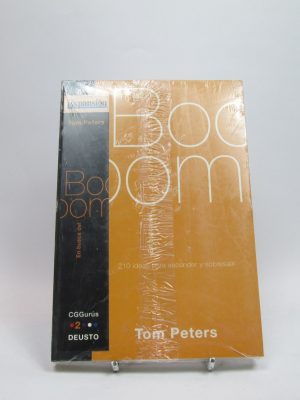 Expansión
Tom Peters
En busca del
Boo
oom
CGGurús
2
DEUSTO
Boo
oom
210 ideas para ascender y sobresalir
Tom Peters